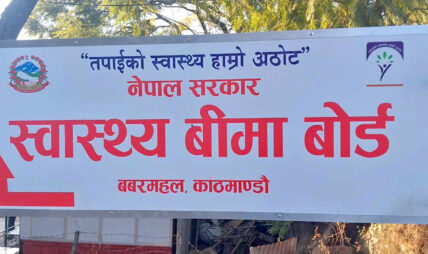 "तपाईको स्वास्थ्य हाम्रो अठोट"
नेपाल सरकार
स्वास्थ्य बीमा बोर्ड
बबरमहल, काठमाण्डौ